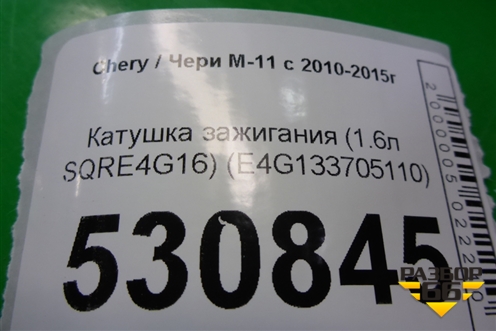 Chery / Чери М-11 с 2010-2015г
Катушка зажигания (1.6л
SQRE4G16) (E4G133705110)
530845
РАЗБОР
66